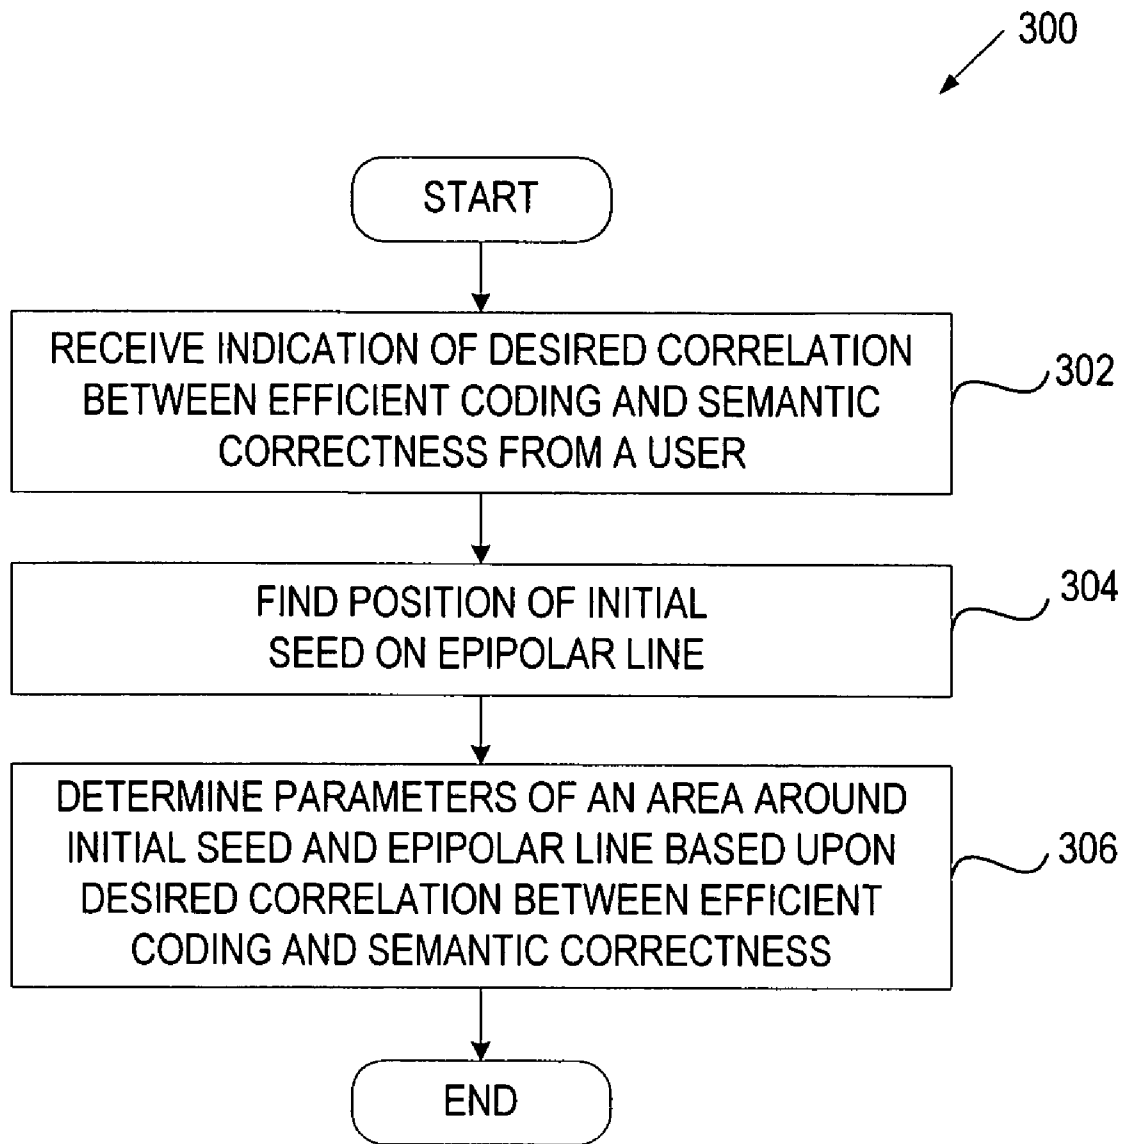 300
START
RECEIVE INDICATION OF DESIRED CORRELATION
BETWEEN EFFICIENT CODING AND SEMANTIC
CORRECTNESS FROM A USER
302
FIND POSITION OF INITIAL
SEED ON EPIPOLAR LINE
304
DETERMINE PARAMETERS OF AN AREA AROUND
INITIAL SEED AND EPIPOLAR LINE BASED UPON
DESIRED CORRELATION BETWEEN EFFICIENT
CODING AND SEMANTIC CORRECTNESS
306
END